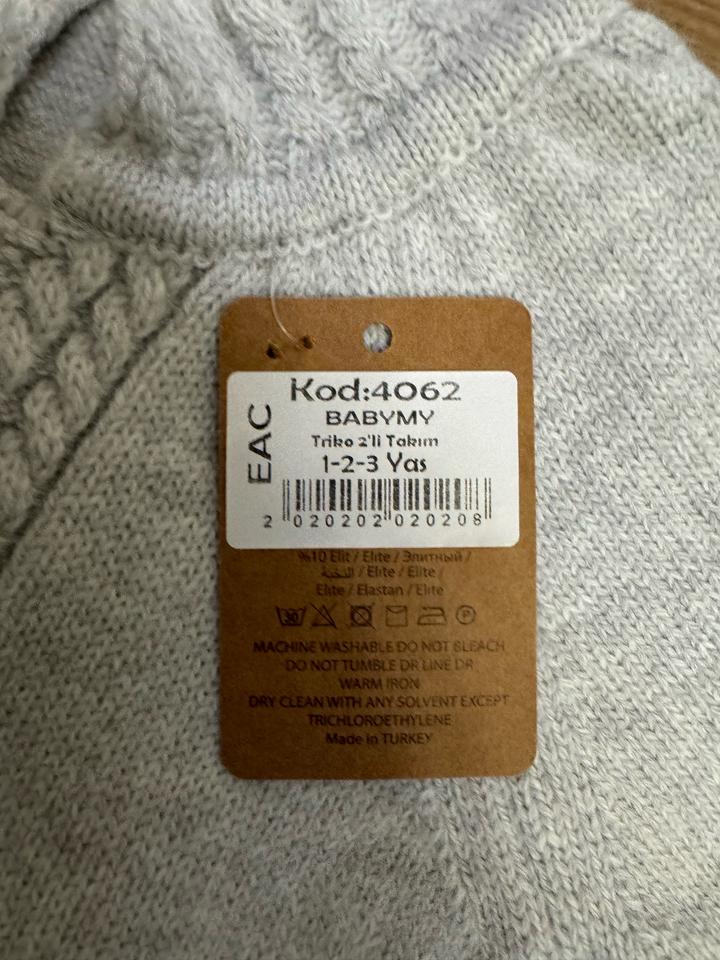 Kod:4062
EAC
BABYMY
Triko 2'li Takım
1-2-3 Yas
2 020202 020208
%10 Elit / Elite / Элитный /
النخبة / Elite / Elite /
Elite / Elastan / Elite
30 P
MACHINE WASHABLE DO NOT BLEACH
DO NOT TUMBLE DR LINE DR
WARM IRON
DRY CLEAN WITH ANY SOLVENT EXCEPT
TRICHLOROETHYLENE
Made in TURKEY